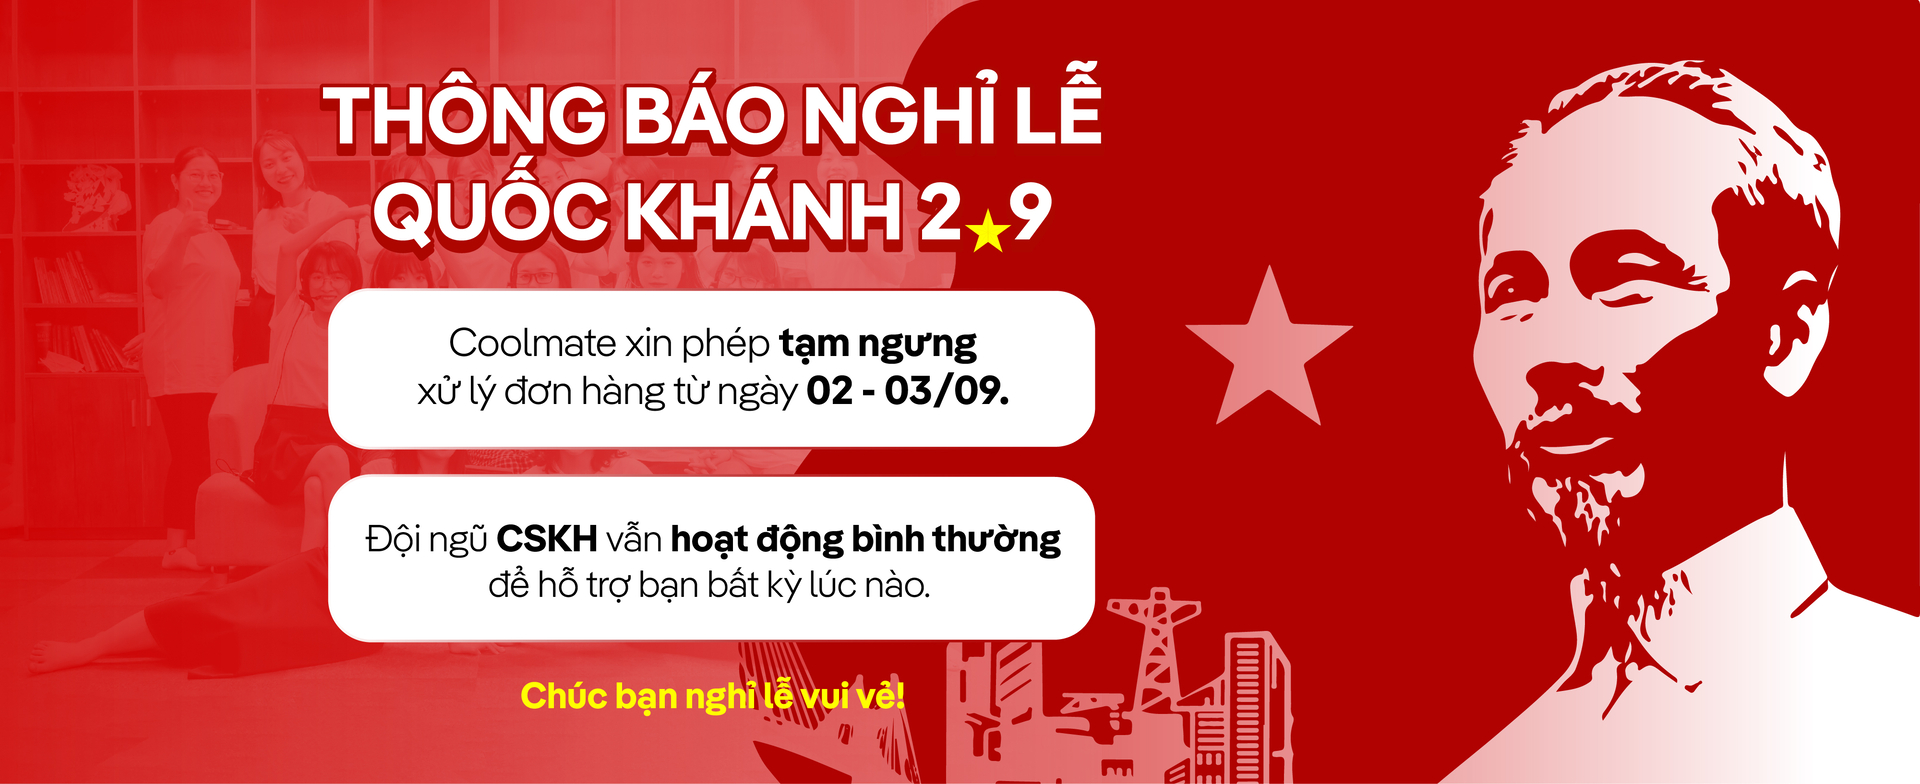 THÔNG BÁO NGHỈ LỄ
QUỐC KHÁNH 2★9
Coolmate xin phép tạm ngưng
xử lý đơn hàng từ ngày 02 - 03/09.
Đội ngũ CSKH vẫn hoạt động bình thường
để hỗ trợ bạn bất kỳ lúc nào.
Chúc bạn nghỉ lễ vui vẻ!